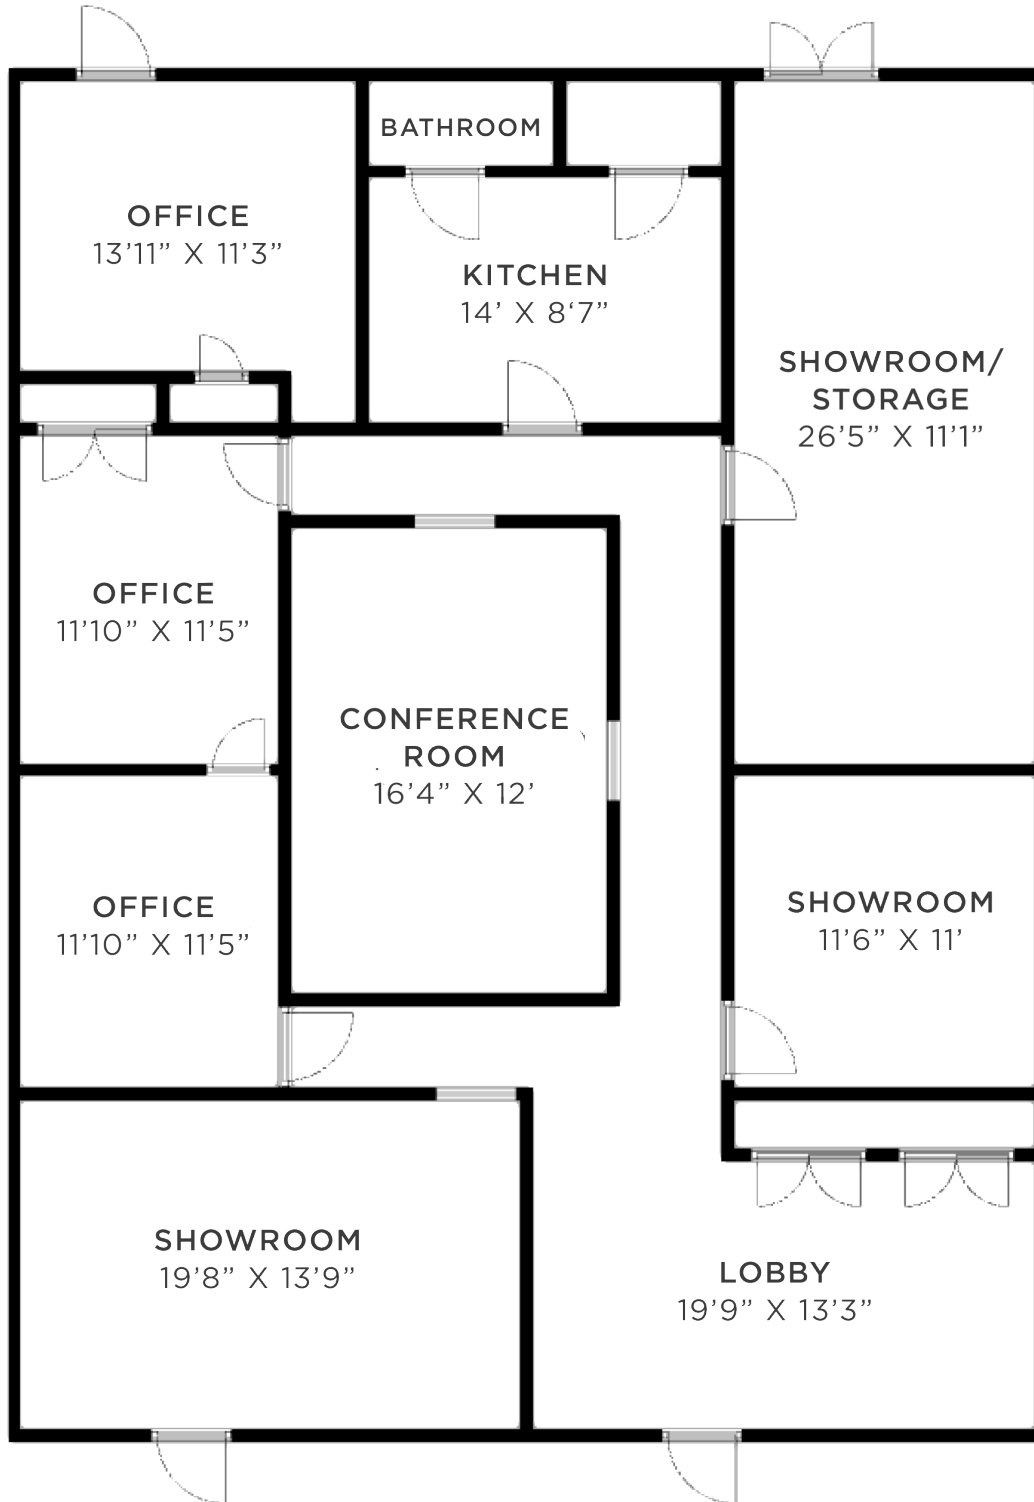 BATHROOM
OFFICE
13’11” X 11’3”
KITCHEN
14’ X 8‘7”
SHOWROOM/
STORAGE
26’5” X 11’1”
OFFICE
11’10” X 11’5”
CONFERENCE
ROOM
16’4” X 12’
OFFICE
11’10” X 11’5”
SHOWROOM
11’6” X 11’
SHOWROOM
19’8” X 13’9”
LOBBY
19’9” X 13’3”